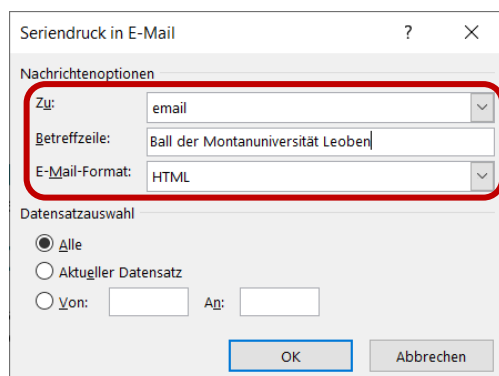 Seriendruck in E-Mail ? ×
Nachrichtenoptionen
Zu: email
Betreffzeile: Ball der Montanuniversität Leoben
E-Mail-Format: HTML
Datensatzauswahl
Alle
Aktueller Datensatz
Von: An:
OK Abbrechen